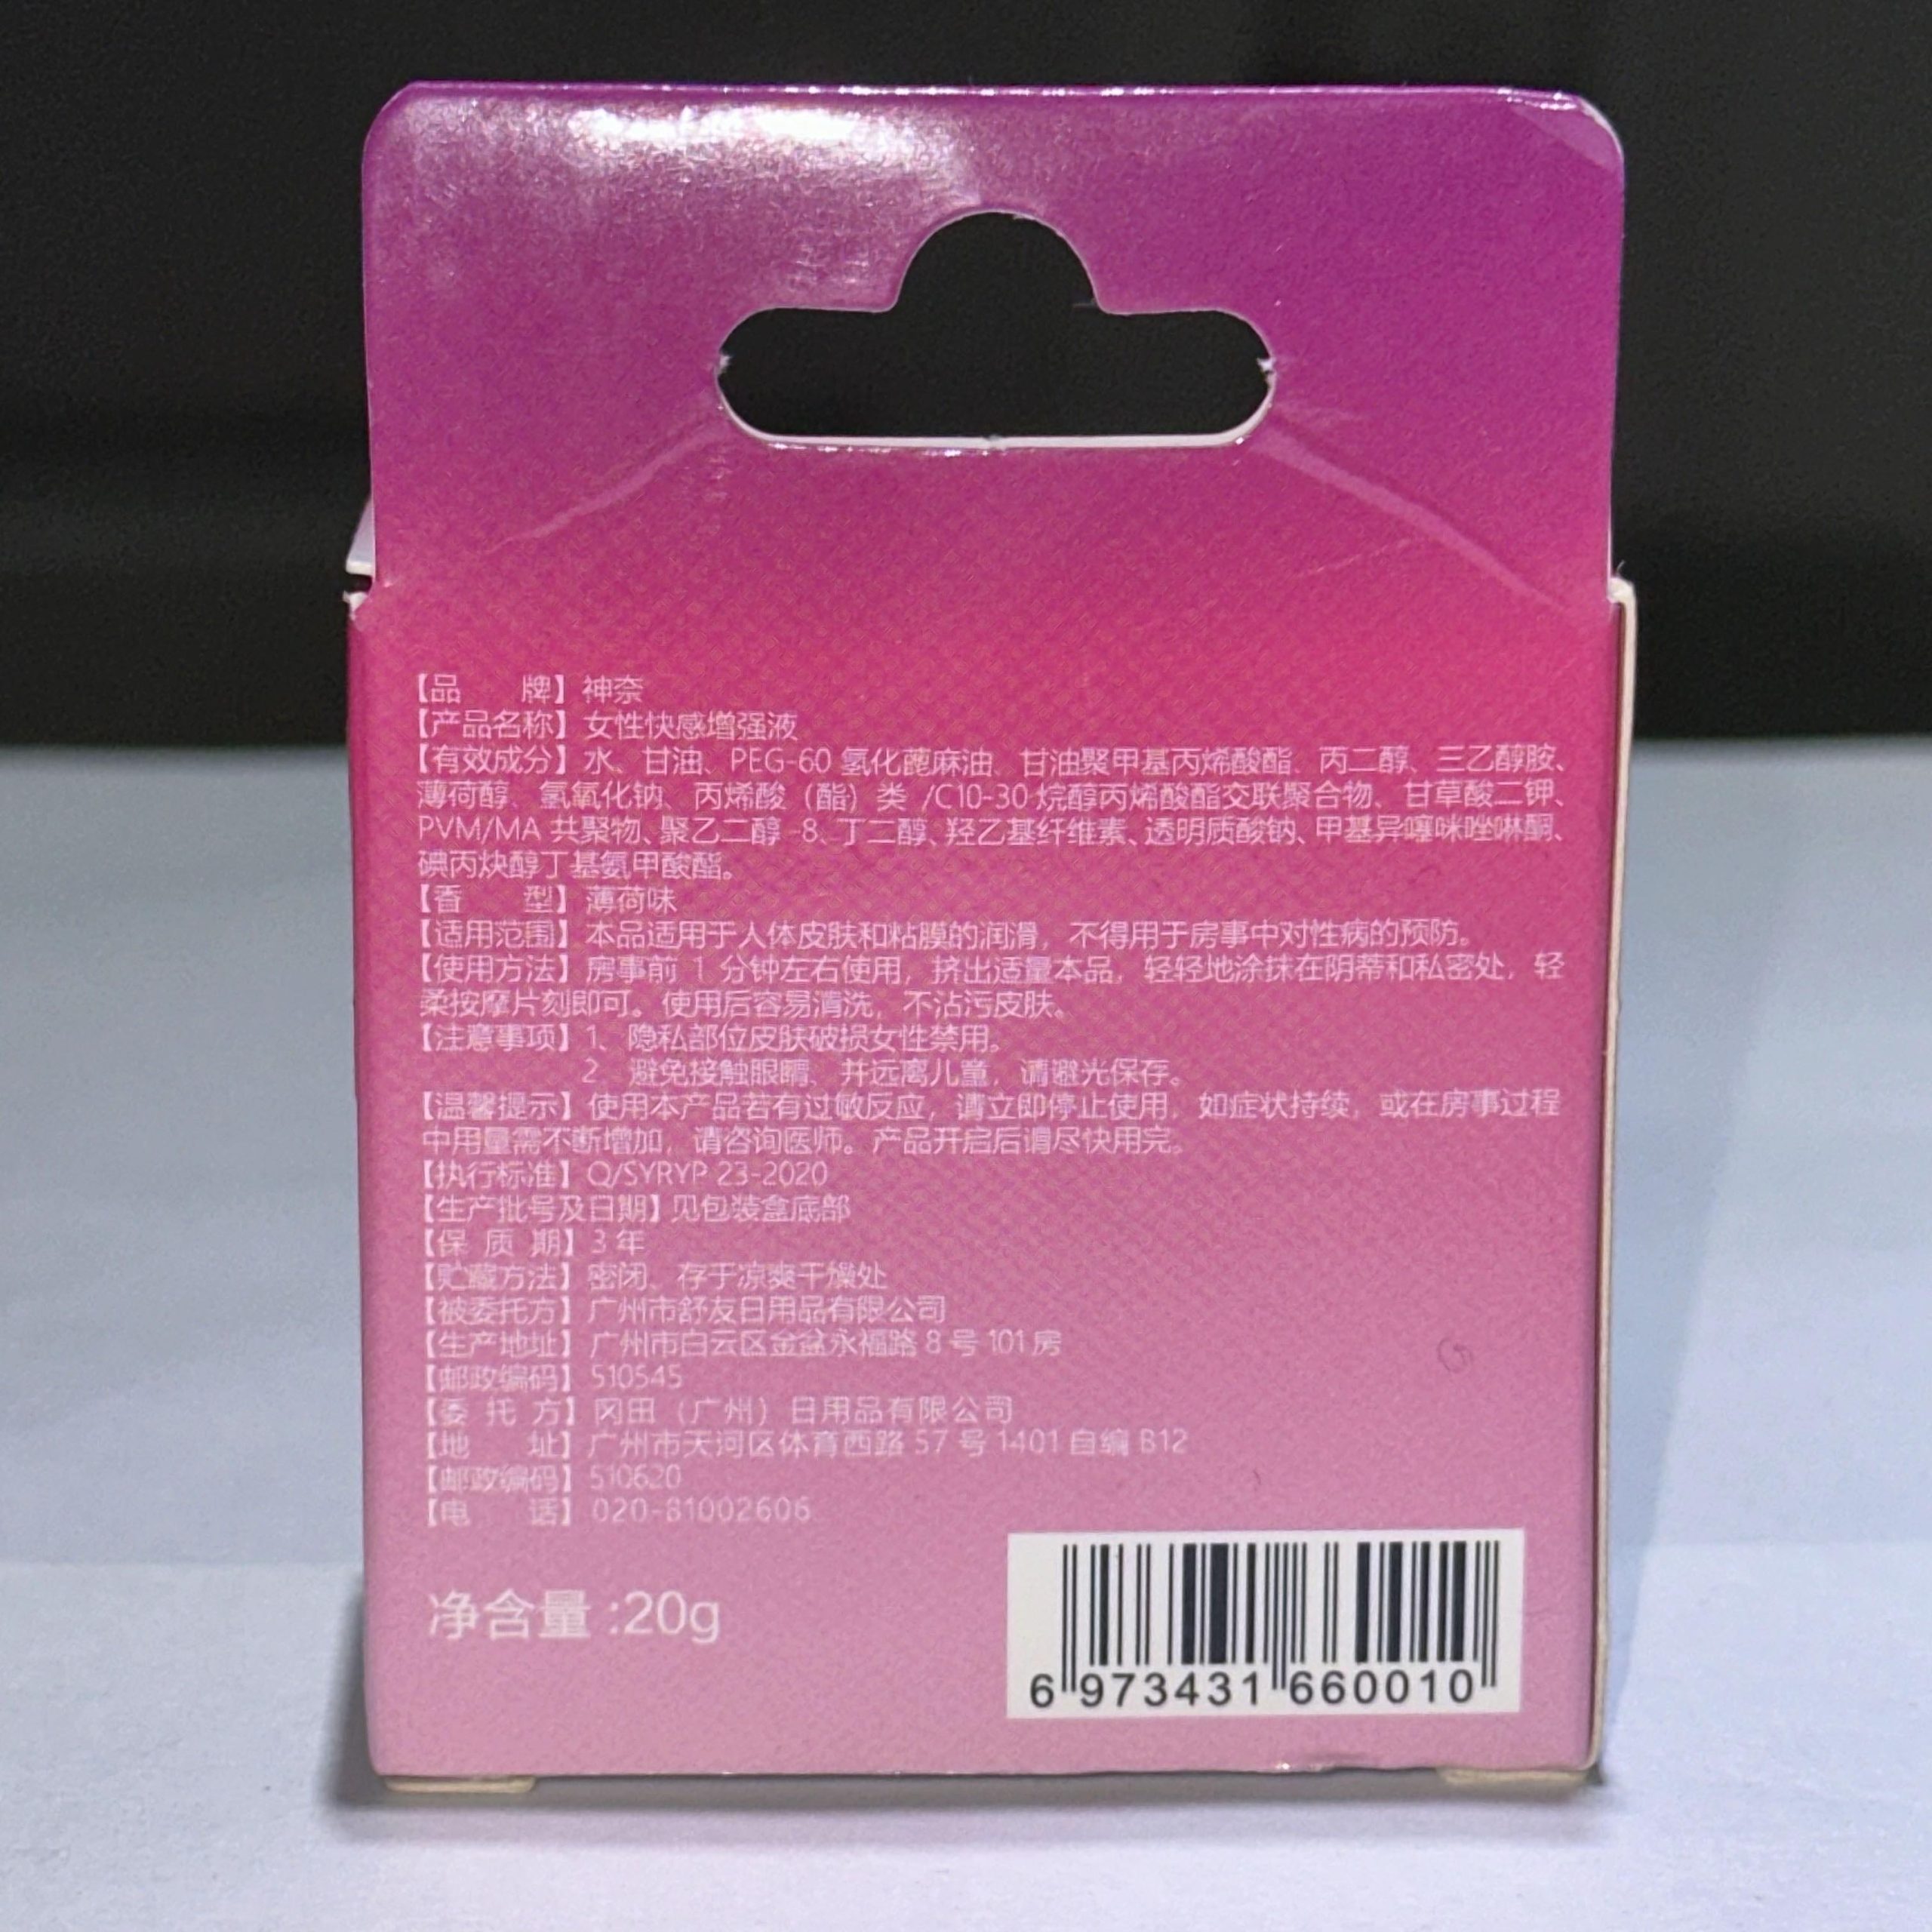 【品 牌】神奈
【产品名称】女性快感增强液
【有效成分】水、甘油、PEG-60 氢化蓖麻油、甘油聚甲基丙烯酸酯、丙二醇、三乙醇胺、
薄荷醇、氢氧化钠、丙烯酸（酯）类 /C10-30 烷醇丙烯酸酯交联聚合物、甘草酸二钾、
PVM/MA 共聚物、聚乙二醇 -8、丁二醇、羟乙基纤维素、透明质酸钠、甲基异噻唑啉酮、
碘丙炔醇丁基氨甲酸酯。
【香 型】薄荷味
【适用范围】本品适用于人体皮肤和粘膜的润滑，不得用于房事中对性病的预防。
【使用方法】房事前 1 分钟左右使用，挤出适量本品，轻轻地涂抹在阴蒂和私密处，轻
柔按摩片刻即可。使用后容易清洗，不沾污皮肤。
【注意事项】1、隐私部位皮肤破损女性禁用。
2、避免接触眼睛、并远离儿童，请避光保存。
【温馨提示】使用本产品若有过敏反应，请立即停止使用，如症状持续，或在房事过程
中用量需不断增加，请咨询医师。产品开启后请尽快用完。
【执行标准】Q/SYRYP 23-2020
【生产批号及日期】见包装盒底部
【保 质 期】3 年
【贮藏方法】密闭、存于凉爽干燥处
【被委托方】广州市舒友日用品有限公司
【生产地址】广州市白云区金盆永福路 8 号 101 房
【邮政编码】510545
【委 托 方】冈田（广州）日用品有限公司
【地 址】广州市天河区体育西路 57 号 1401 自编 B12
【邮政编码】510620
【电 话】020-81002606
净含量 :20g
6 973431 660010